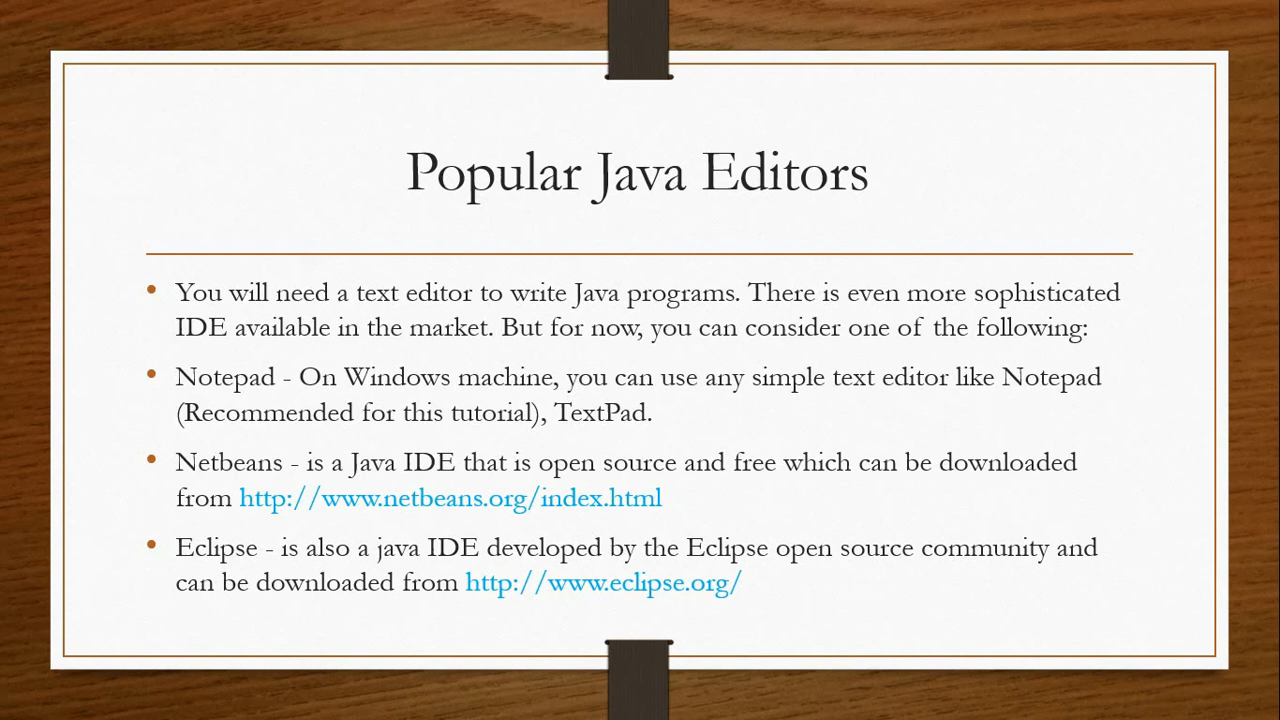 Popular Java Editors
• You will need a text editor to write Java programs. There is even more sophisticated
IDE available in the market. But for now, you can consider one of the following:
• Notepad - On Windows machine, you can use any simple text editor like Notepad
(Recommended for this tutorial), TextPad.
• Netbeans - is a Java IDE that is open source and free which can be downloaded
from http://www.netbeans.org/index.html
• Eclipse - is also a java IDE developed by the Eclipse open source community and
can be downloaded from http://www.eclipse.org/